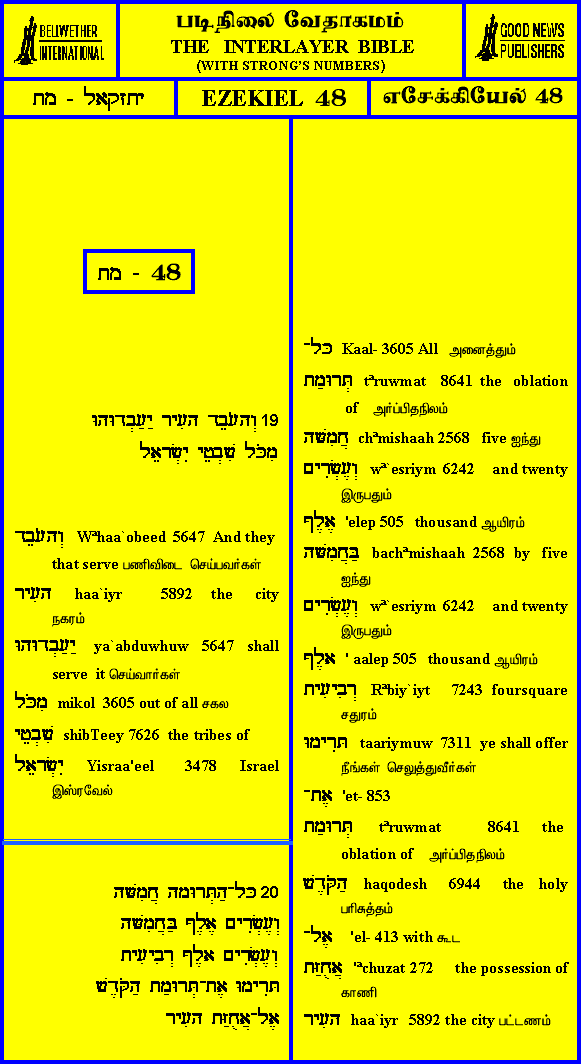 BELLWETHER
INTERNATIONAL
படிநிலை வேதாகமம்
THE INTERLAYER BIBLE
(WITH STRONG'S NUMBERS)
GOOD NEWS
PUBLISHERS
יחזקאל - מח
EZEKIEL 48
எசேக்கியேல் 48
מח - 48
19 וְהָעֹבֵד הָעִיר יַעַבְדוּהוּ
מִכֹּל שִׁבְטֵי יִשְׂרָאֵל
וְהָעֹבֵד Wªhaa`obeed 5647 And they
that serve பணிவிடை செய்பவர்கள்
הָעִיר haa`iyr 5892 the city
நகரம்
יַעַבְדוּהוּ ya`abduwhuw 5647 shall
serve it செய்வார்கள்
מִכֹּל mikol 3605 out of all சகல
שִׁבְטֵי shibTeey 7626 the tribes of
יִשְׂרָאֵל Yisraa'eel 3478 Israel
இஸ்ரவேல்
20 כָּל־הַתְּרוּמָה חֲמִשָּׁה
וְעֶשְׂרִים אֶלֶף בַּחֲמִשָּׁה
וְעֶשְׂרִים אָלֶף רְבִיעִית
תָּרִימוּ אֶת־תְּרוּמַת הַקֹּדֶשׁ
אֶל־אֲחֻזַּת הָעִיר
כָּל־ Kaal- 3605 All அனைத்தும்
תְּרוּמַת tªruwmat 8641 the oblation
of அர்ப்பிதநிலம்
חֲמִשָּׁה chªmishaah 2568 five ஐந்து
וְעֶשְׂרִים wª`esriym 6242 and twenty
இருபதும்
אֶלֶף 'elep 505 thousand ஆயிரம்
בַּחֲמִשָּׁה bachªmishaah 2568 by five
ஐந்து
וְעֶשְׂרִים wª`esriym 6242 and twenty
இருபதும்
אָלֶף ' aalep 505 thousand ஆயிரம்
רְבִיעִית Rªbiy`iyt 7243 foursquare
சதுரம்
תָּרִימוּ taariymuw 7311 ye shall offer
நீங்கள் செலுத்துவீர்கள்
אֶת־ 'et- 853
תְּרוּמַת tªruwmat 8641 the
oblation of அர்ப்பிதநிலம்
הַקֹּדֶשׁ haqodesh 6944 the holy
பரிசுத்தம்
אֶל־ 'el- 413 with கூட
אֲחֻזַּת 'ªchuzat 272 the possession of
காணி
הָעִיר haa`iyr 5892 the city பட்டணம்